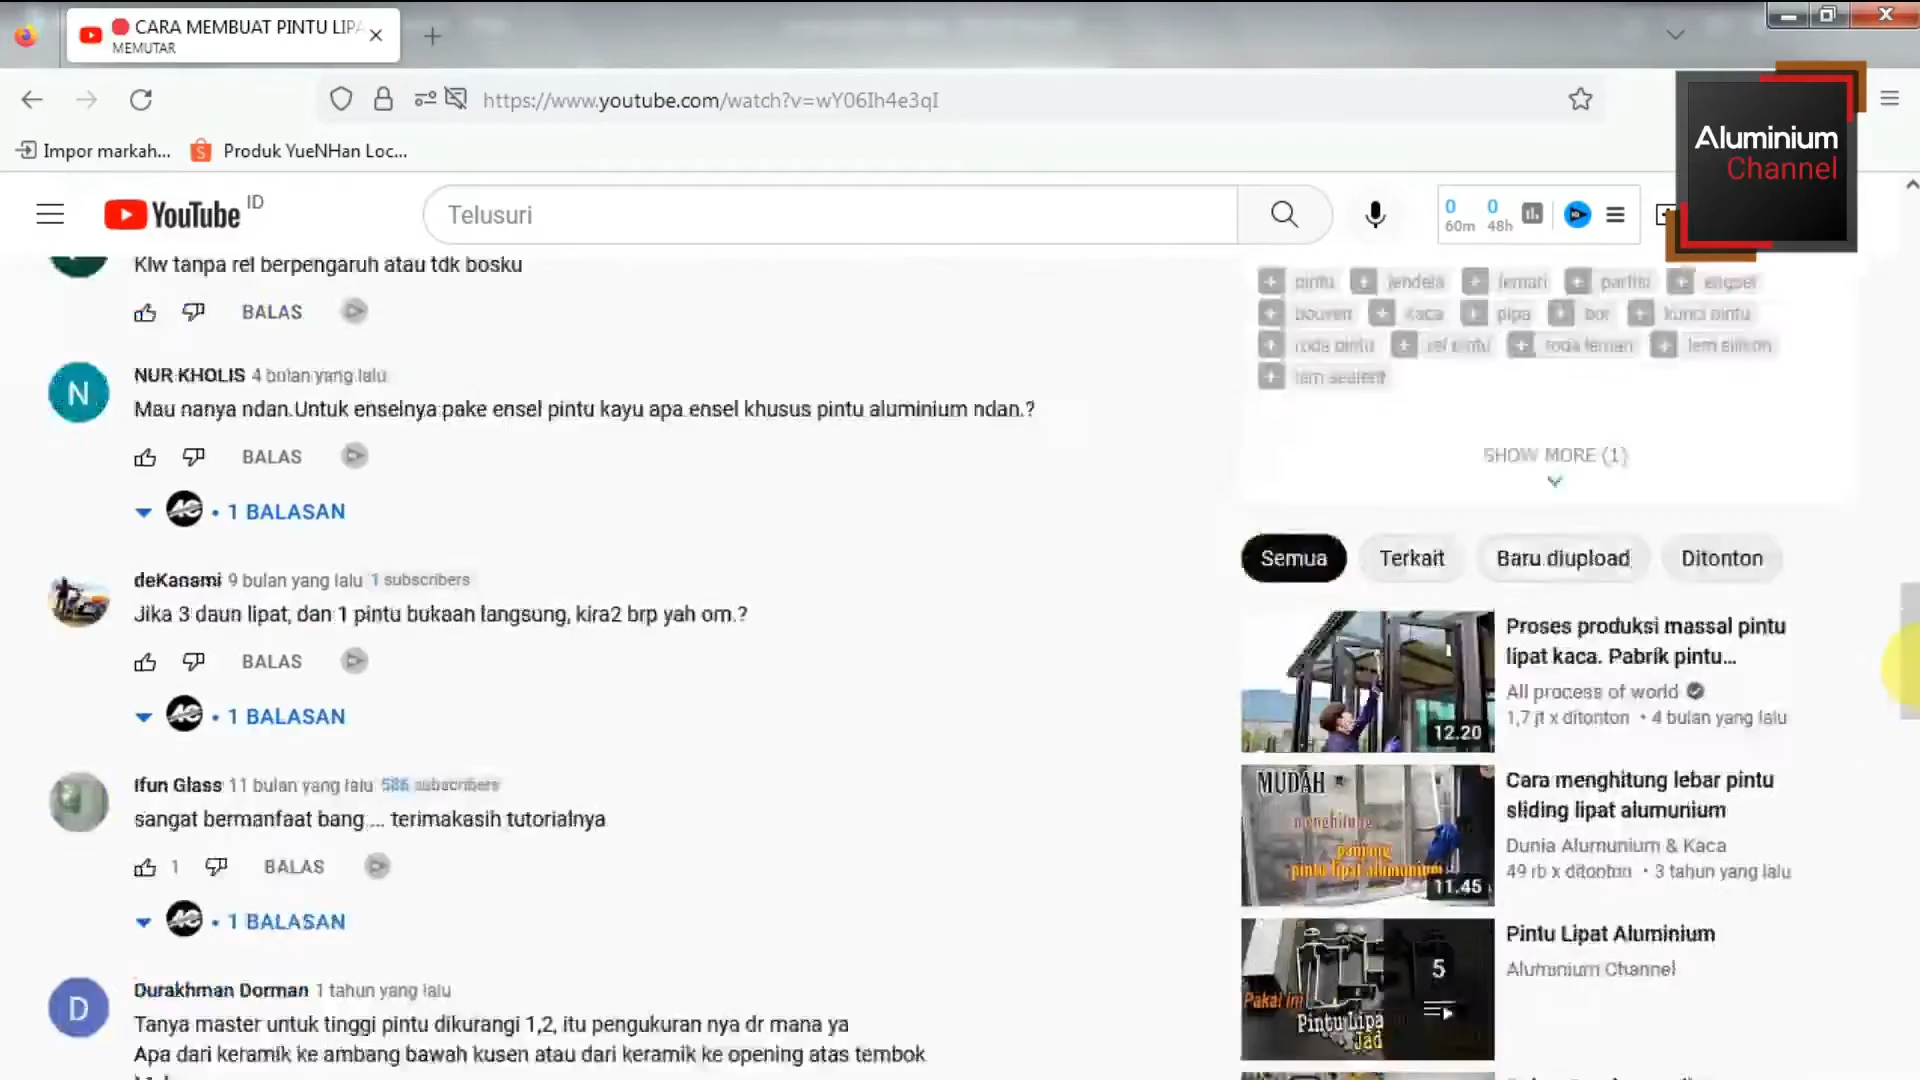 CARA MEMBUAT PINTU LIPA
MEMUTAR
https://www.youtube.com/watch?v=wY06Ih4e3qI
Impor markah...
Produk YueNHan Loc...
Aluminium
Channel
YouTube ID
Telusuri
0 0
60m 48h
Klw tanpa rel berpengaruh atau tdk bosku
BALAS
NUR KHOLIS 4 bulan yang lalu
Mau nanya ndan.Untuk enselnya pake ensel pintu kayu apa ensel khusus pintu aluminium ndan.?
BALAS
• 1 BALASAN
deKanami 9 bulan yang lalu 1 subscribers
Jika 3 daun lipat, dan 1 pintu bukaan langsung, kira2 brp yah om.?
BALAS
• 1 BALASAN
Ifun Glass 11 bulan yang lalu 586 subscribers
sangat bermanfaat bang ... terimakasih tutorialnya
1 BALAS
• 1 BALASAN
D
Durakhman Dorman 1 tahun yang lalu
Tanya master untuk tinggi pintu dikurangi 1,2, itu pengukuran nya dr mana ya
Apa dari keramik ke ambang bawah kusen atau dari keramik ke opening atas tembok
N
pintu jendela lemari partisi engsel
bouven kaca pipa bor kunci pintu
roda pintu rel pintu roda lemari lem silikon
lem sealent
SHOW MORE (1)
Semua Terkait Baru diupload Ditonton
12.20
Proses produksi massal pintu
lipat kaca. Pabrik pintu...
All process of world
1,7 jt x ditonton • 4 bulan yang lalu
MUDAH
menghitung
panjang
pintu lipat alumunium
11.45
Cara menghitung lebar pintu
sliding lipat alumunium
Dunia Alumunium & Kaca
49 rb x ditonton • 3 tahun yang lalu
5
Pakai ini
Pintu Lipa
Jad
Pintu Lipat Aluminium
Aluminium Channel